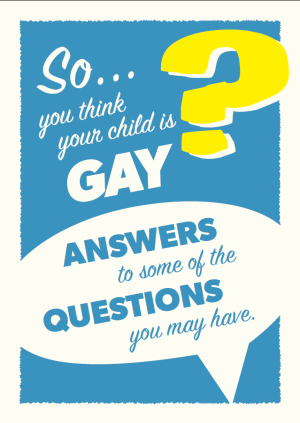 So...
you think
your child is
GAY
?
ANSWERS
to some of the
QUESTIONS
you may have.